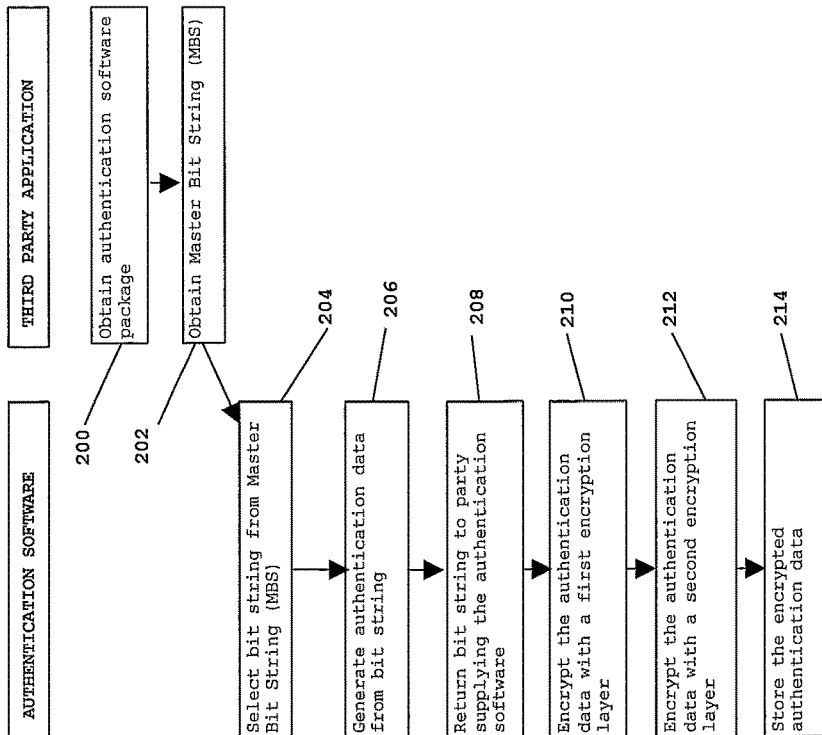 AUTHENTICATION SOFTWARE
THIRD PARTY APPLICATION
Obtain authentication software
package
200
Obtain Master Bit String (MBS)
202
Select bit string from Master
Bit String (MBS)
204
Generate authentication data
from bit string
206
Return bit string to party
supplying the authentication
software
208
Encrypt the authentication
data with a first encryption
layer
210
Encrypt the authentication
data with a second encryption
layer
212
Store the encrypted
authentication data
214